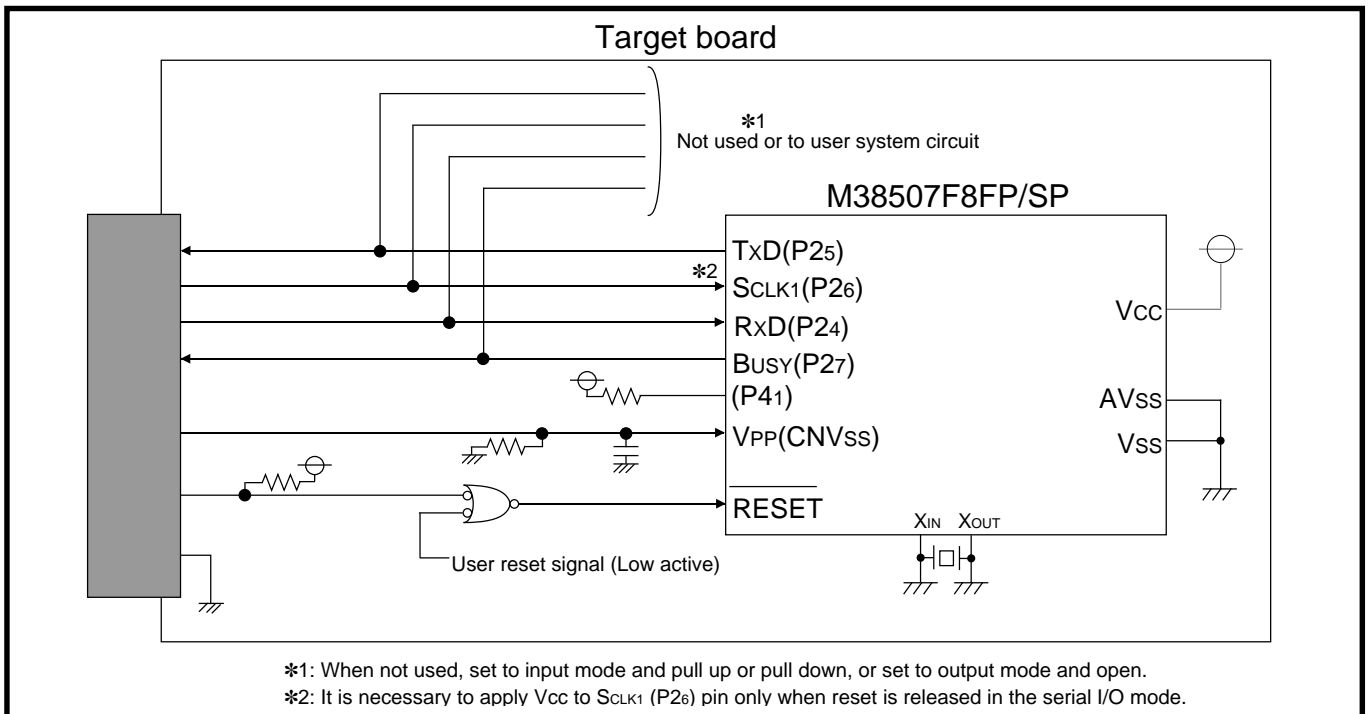 Target board
✱1
Not used or to user system circuit
M38507F8FP/SP
TxD(P25)
✱2
SCLK1(P26)
RxD(P24)
BUSY(P27)
(P41)
VPP(CNVSS)
RESET
VCC
AVSS
VSS
XIN XOUT
User reset signal (Low active)
✱1: When not used, set to input mode and pull up or pull down, or set to output mode and open.
✱2: It is necessary to apply Vcc to SCLK1 (P26) pin only when reset is released in the serial I/O mode.